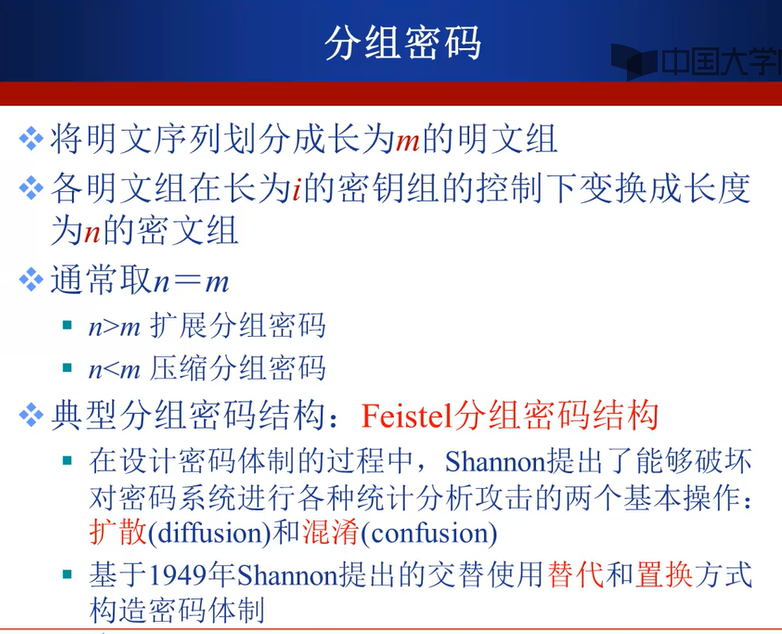 分组密码
中国大学
将明文序列划分成长为m的明文组
各明文组在长为i的密钥组的控制下变换成长度
为n的密文组
通常取n＝m
n>m 扩展分组密码
n<m 压缩分组密码
典型分组密码结构：Feistel分组密码结构
在设计密码体制的过程中，Shannon提出了能够破坏
对密码系统进行各种统计分析攻击的两个基本操作：
扩散(diffusion)和混淆(confusion)
基于1949年Shannon提出的交替使用替代和置换方式
构造密码体制